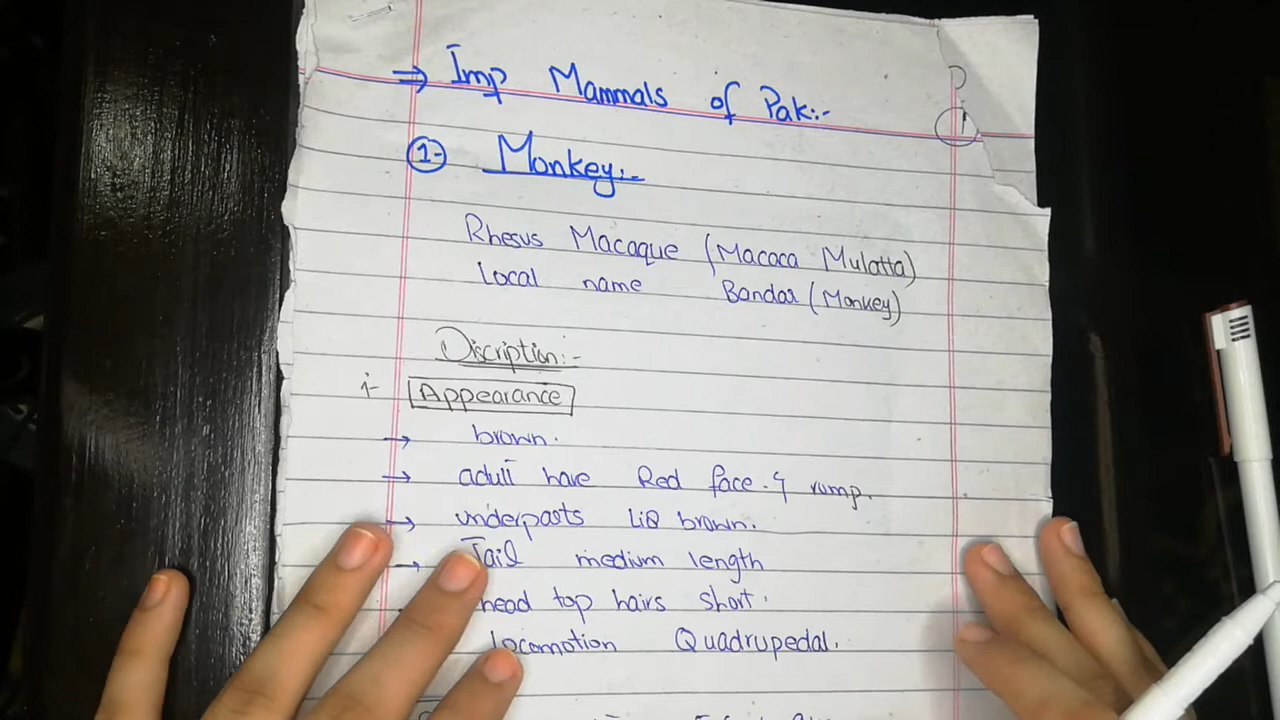 ⇒ Imp Mammals of Pak:-
P
1
1- Monkey:-
Rhesus Macaque (Macaca Mulatta)
Local name Bandar (Monkey)
Discription:-
i- Appearance
→ brown.
→ adult have Red face. & rump.
→ underparts brown.
→ Tail medium length
head top hairs short.
locomotion Quadrupedal.